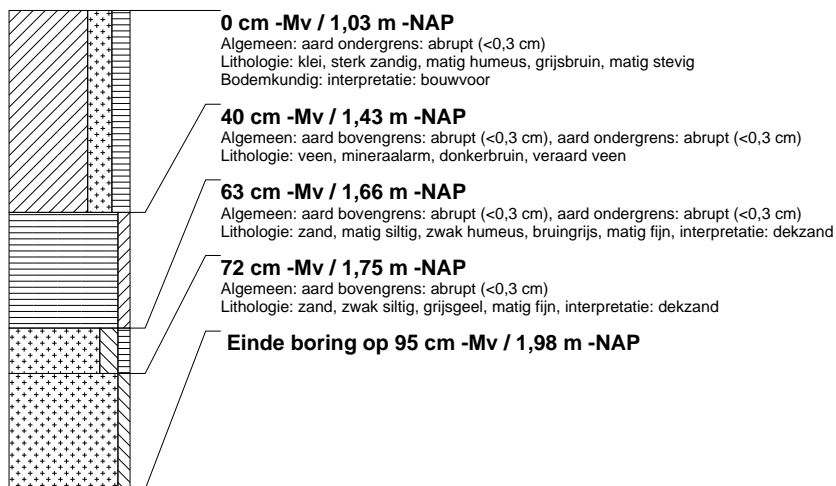 0 cm -Mv / 1,03 m -NAP
Algemeen: aard ondergrens: abrupt (<0,3 cm)
Lithologie: klei, sterk zandig, matig humeus, grijsbruin, matig stevig
Bodemkundig: interpretatie: bouwvoor
40 cm -Mv / 1,43 m -NAP
Algemeen: aard bovengrens: abrupt (<0,3 cm), aard ondergrens: abrupt (<0,3 cm)
Lithologie: veen, mineraalarm, donkerbruin, veraard veen
63 cm -Mv / 1,66 m -NAP
Algemeen: aard bovengrens: abrupt (<0,3 cm), aard ondergrens: abrupt (<0,3 cm)
Lithologie: zand, matig siltig, zwak humeus, bruingrijs, matig fijn, interpretatie: dekzand
72 cm -Mv / 1,75 m -NAP
Algemeen: aard bovengrens: abrupt (<0,3 cm)
Lithologie: zand, zwak siltig, grijsgeel, matig fijn, interpretatie: dekzand
Einde boring op 95 cm -Mv / 1,98 m -NAP